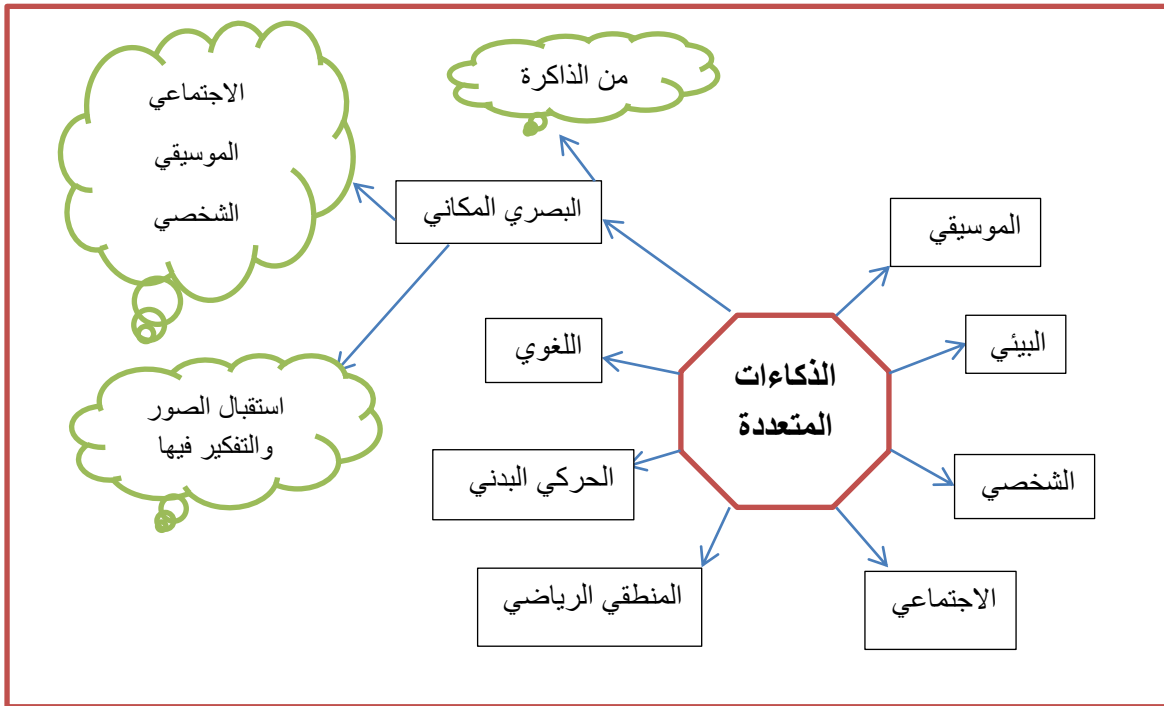 من الذاكرة
الاجتماعي
الموسيقي
الشخصي
البصري المكاني
الموسيقي
البيئي
اللغوي
الذكاءات
المتعددة
استقبال الصور
والتفكير فيها
الشخصي
الحركي البدني
الاجتماعي
المنطقي الرياضي